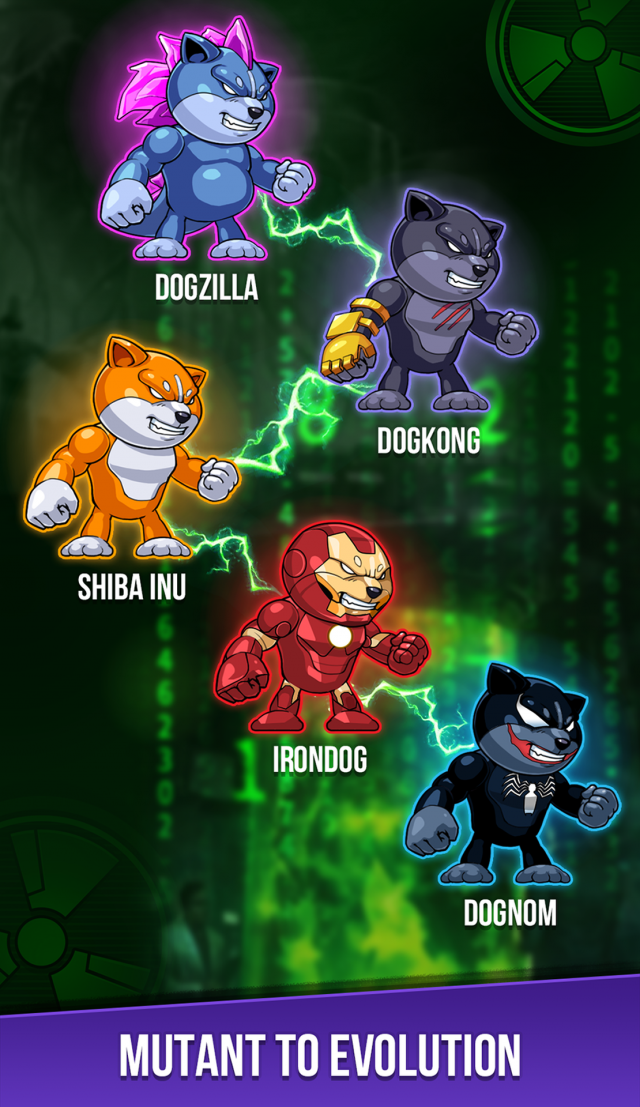 DOGZILLA
DOGKONG
SHIBA INU
IRONDOG
DOGNOM
MUTANT TO EVOLUTION